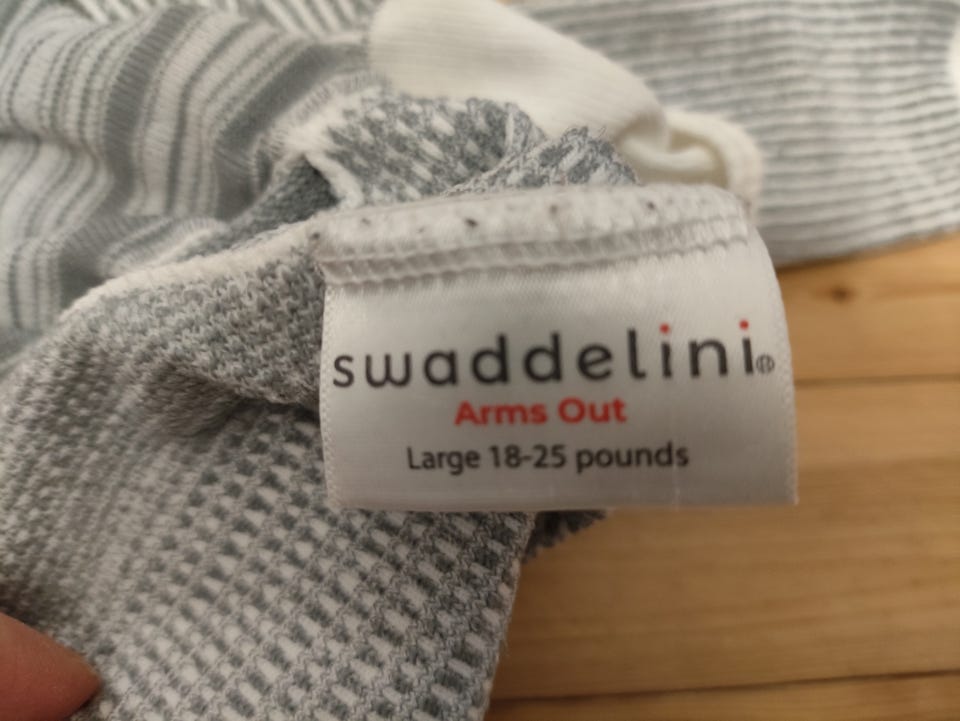 swaddelini®
Arms Out
Large 18-25 pounds